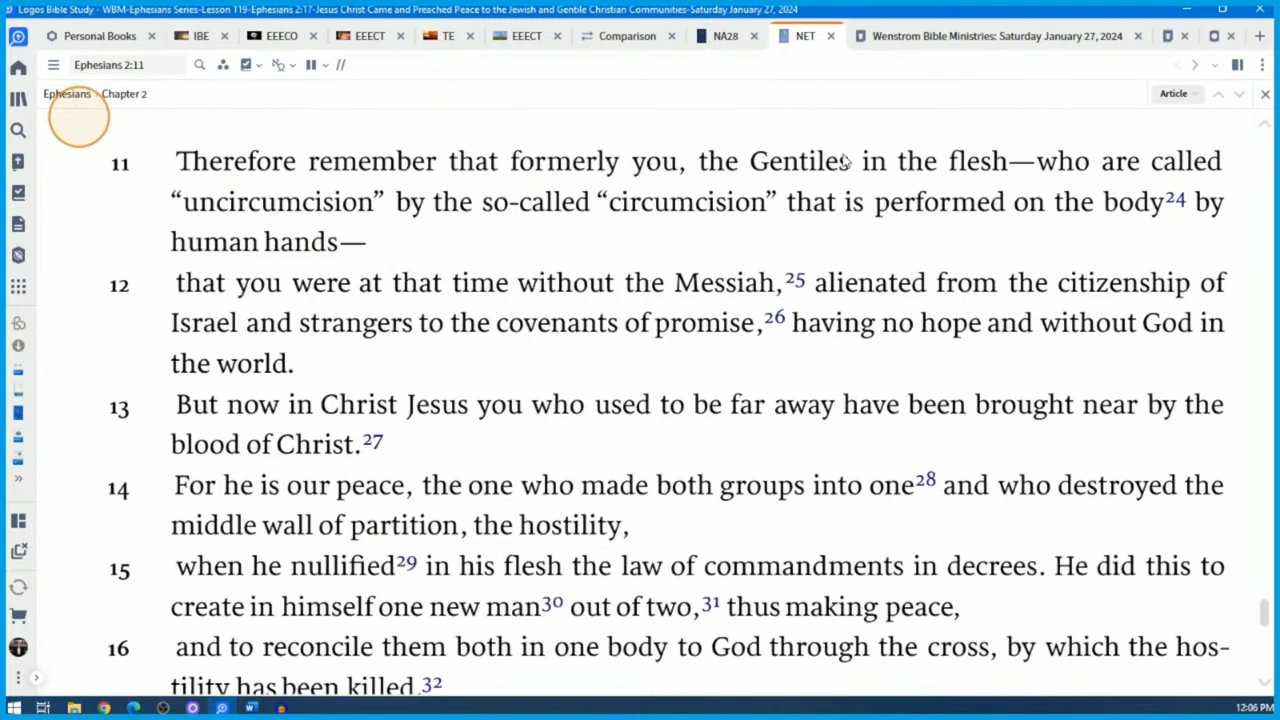 Logos Bible Study - WBM-Ephesians Series-Lesson 119-Ephesians 2:17-Jesus Christ Came and Preached Peace to the Jewish and Gentile Christian Communities-Saturday January 27, 2024
Personal Books IBE EEECO EEECT TE EEECT Comparison NA28 NET Wenstrom Bible Ministries: Saturday January 27, 2024
Ephesians 2:11
Ephesians Chapter 2 Article
11 Therefore remember that formerly you, the Gentiles in the flesh—who are called
“uncircumcision” by the so-called “circumcision” that is performed on the body24 by
human hands—
12 that you were at that time without the Messiah,25 alienated from the citizenship of
Israel and strangers to the covenants of promise,26 having no hope and without God in
the world.
13 But now in Christ Jesus you who used to be far away have been brought near by the
blood of Christ.27
14 For he is our peace, the one who made both groups into one28 and who destroyed the
middle wall of partition, the hostility,
15 when he nullified29 in his flesh the law of commandments in decrees. He did this to
create in himself one new man30 out of two,31 thus making peace,
16 and to reconcile them both in one body to God through the cross, by which the hos-
tility has been killed.32
12:06 PM